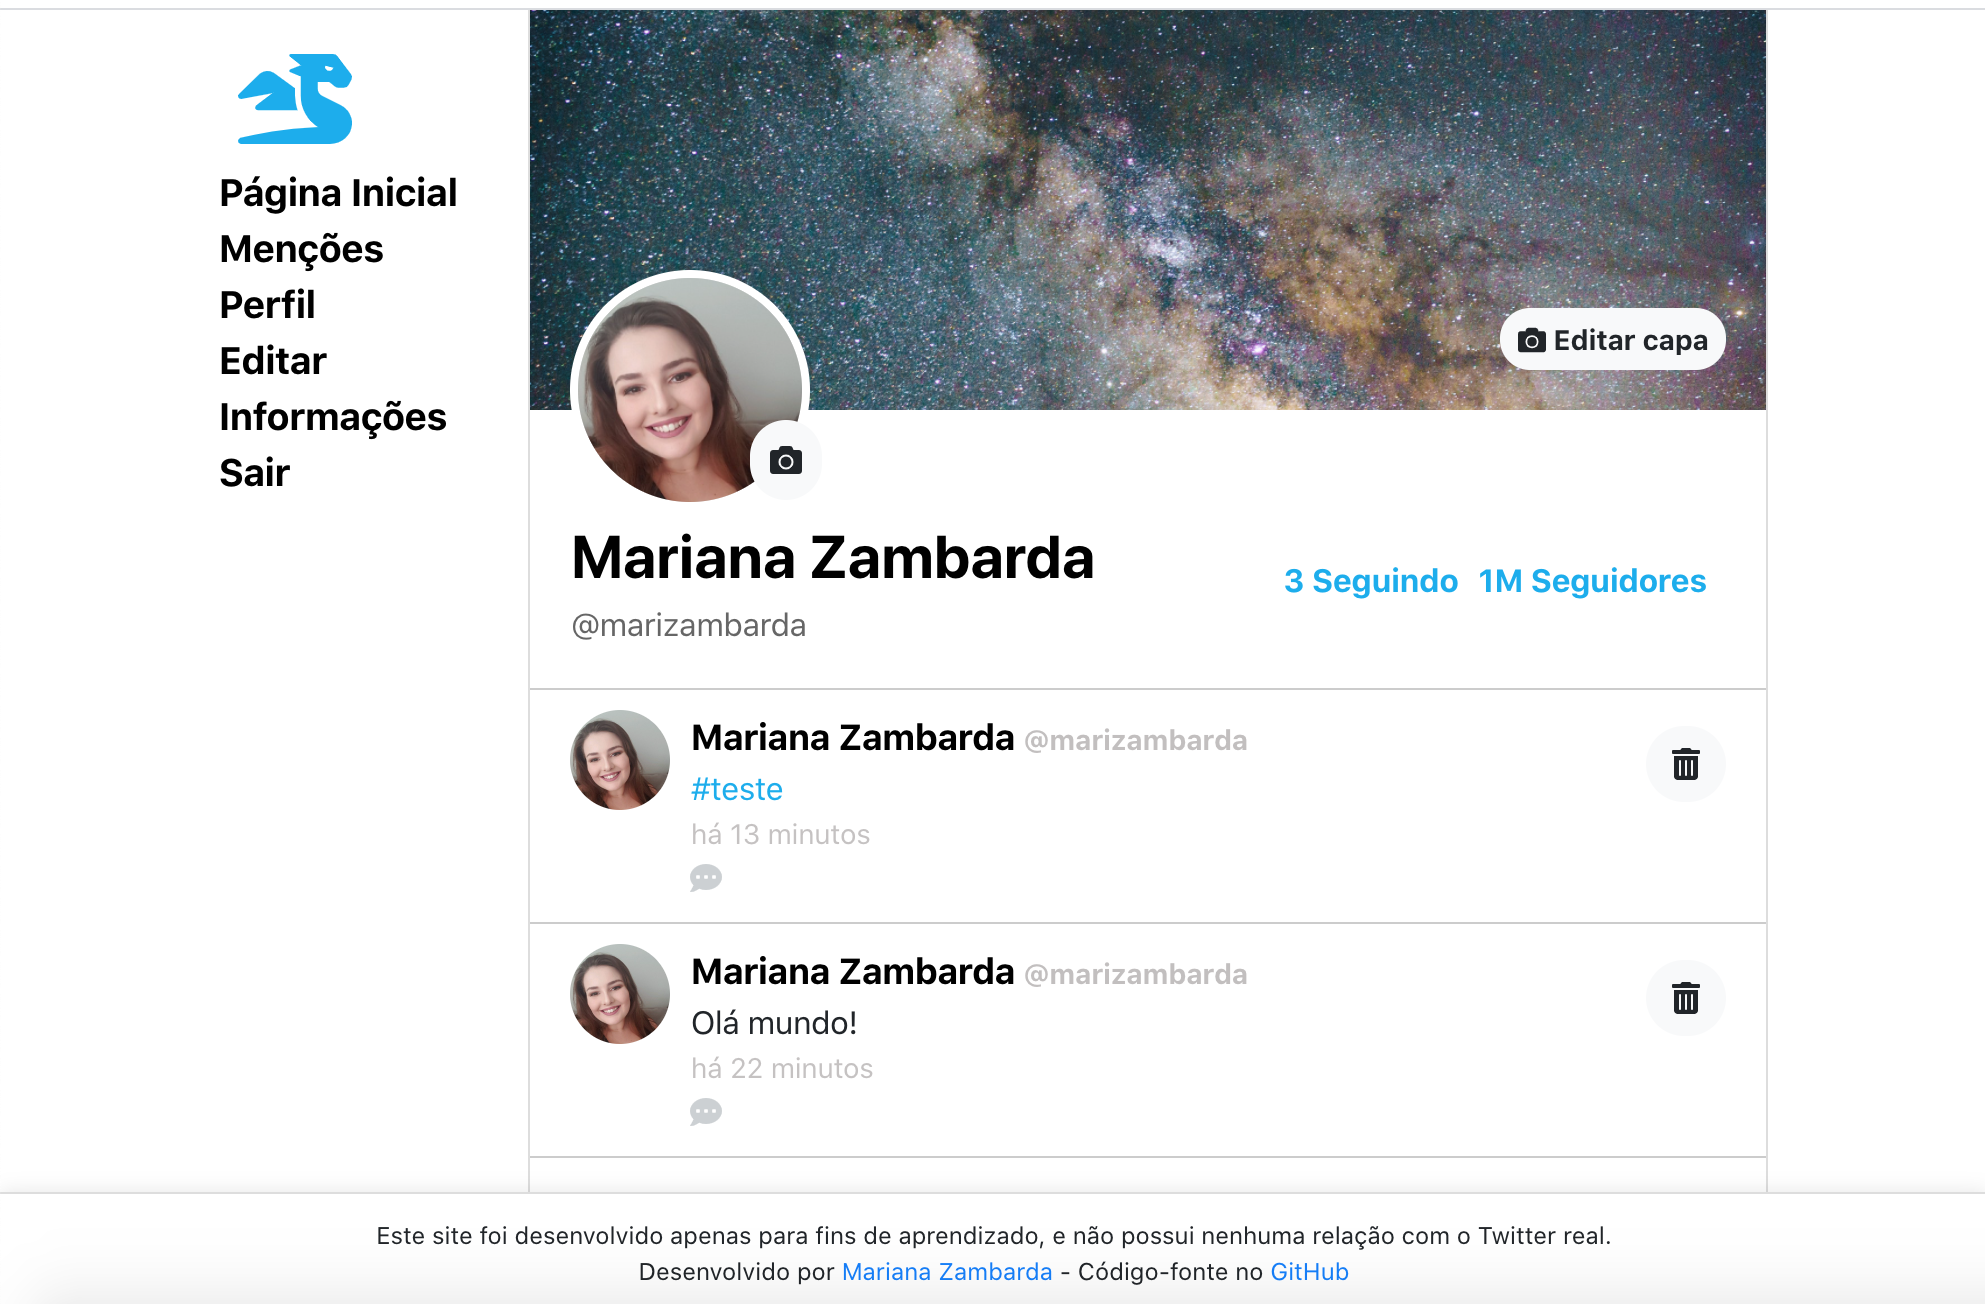 Página Inicial
Menções
Perfil
Editar
Informações
Sair
Editar capa
Mariana Zambarda
@marizambarda
3 Seguindo 1M Seguidores
Mariana Zambarda @marizambarda
#teste
há 13 minutos
Mariana Zambarda @marizambarda
Olá mundo!
há 22 minutos
Este site foi desenvolvido apenas para fins de aprendizado, e não possui nenhuma relação com o Twitter real.
Desenvolvido por Mariana Zambarda - Código-fonte no GitHub